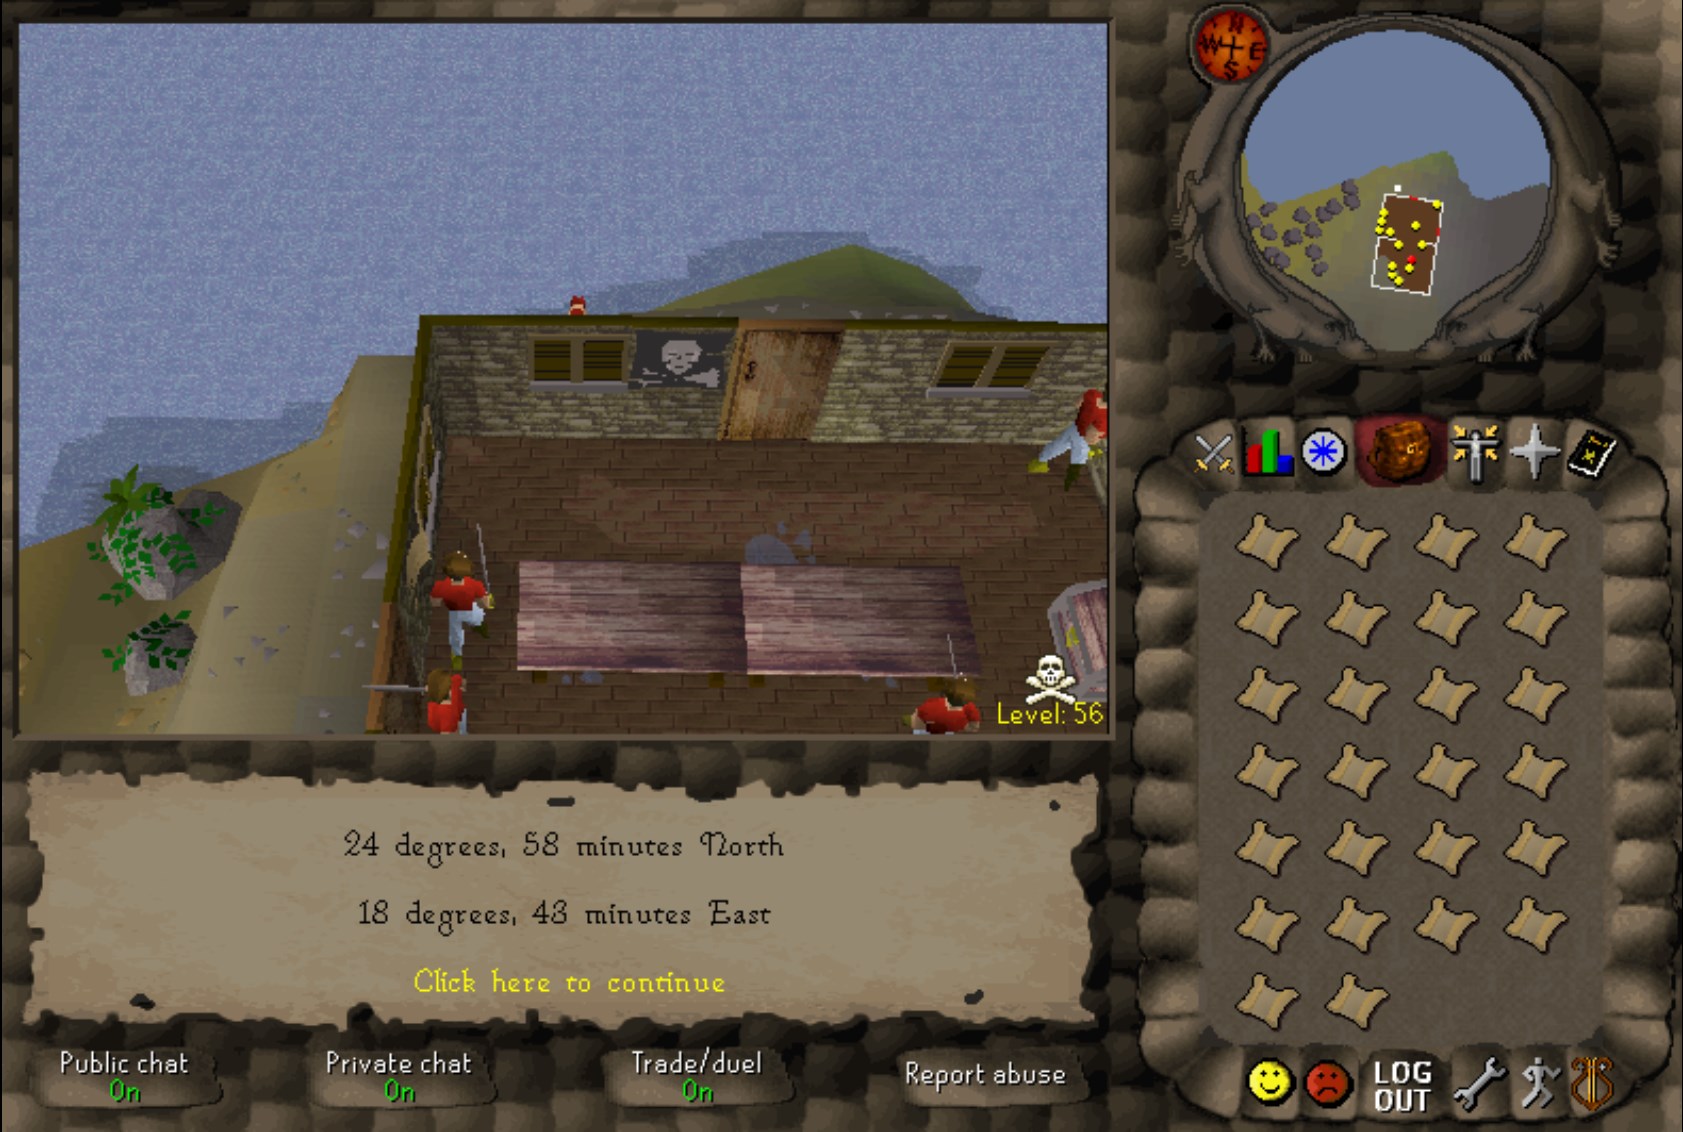 N
W E
S
Level: 56
24 degrees, 58 minutes North
18 degrees, 43 minutes East
Click here to continue
Public chat
On
Private chat
On
Trade/duel
On
Report abuse
LOG
OUT